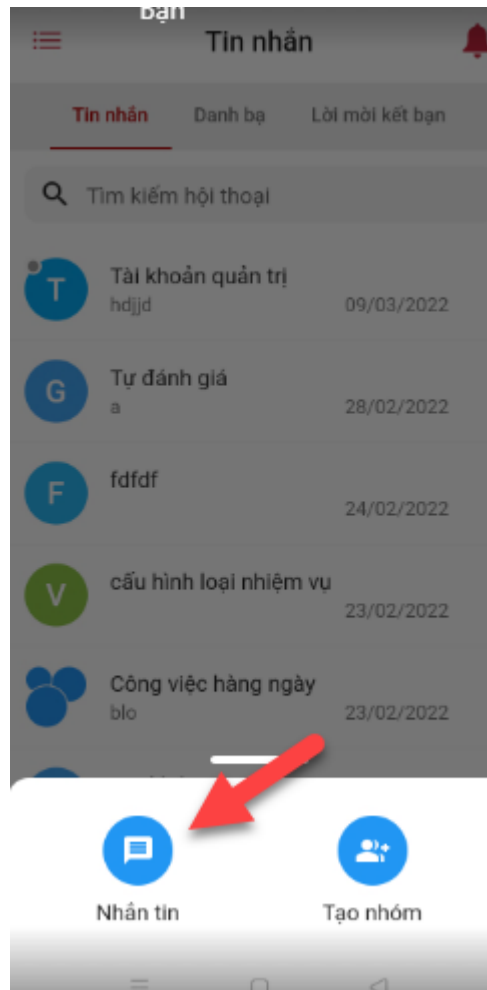 bạn
Tin nhắn
Tin nhắn Danh bạ Lời mời kết bạn
Tìm kiếm hội thoại
T
Tài khoản quản trị
hdjjd 09/03/2022
G
Tự đánh giá
a 28/02/2022
F
fdfdf
24/02/2022
V
cấu hình loại nhiệm vụ
23/02/2022
Công việc hàng ngày
blo 23/02/2022
Nhắn tin Tạo nhóm